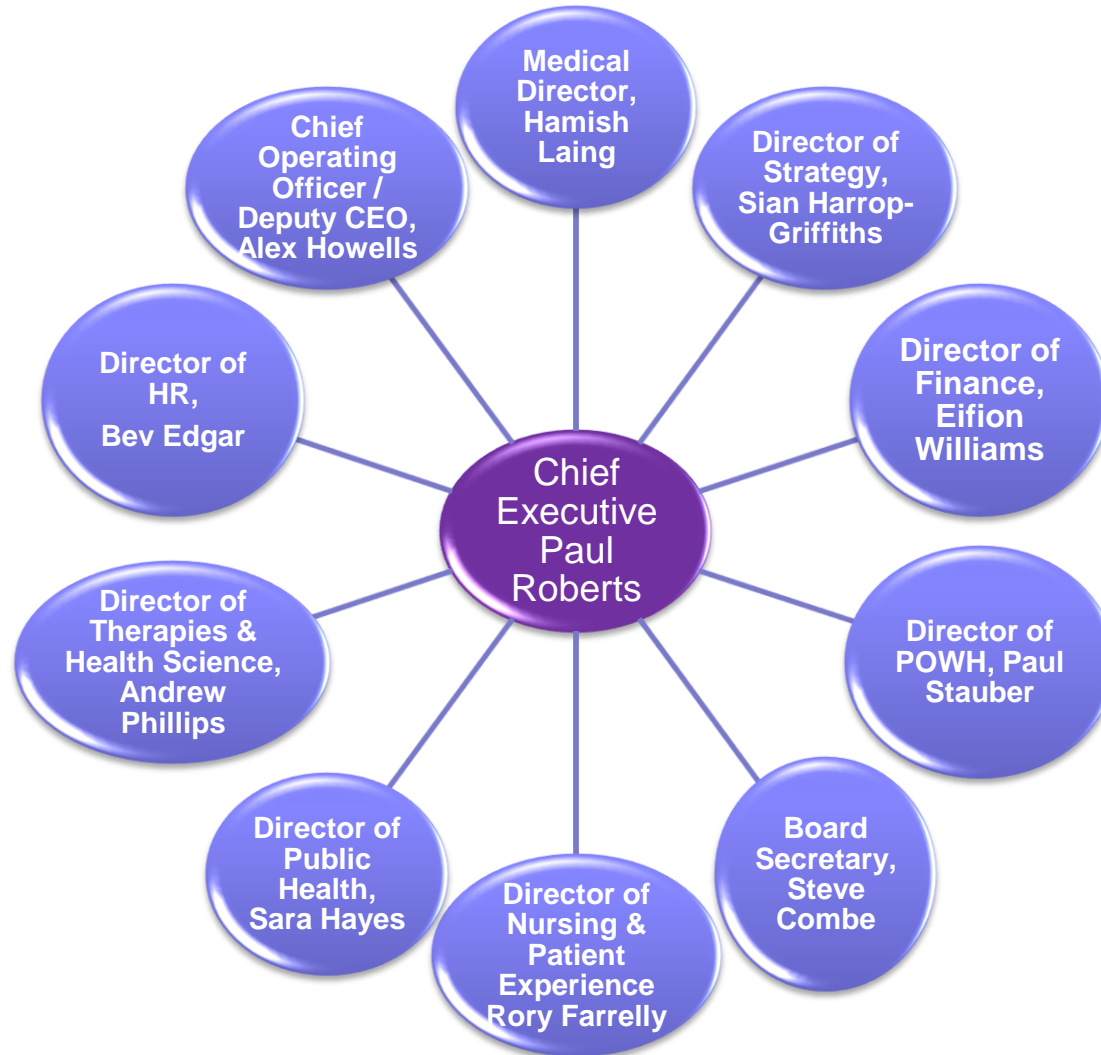 Medical
Director,
Hamish
Laing
Director of
Strategy,
Sian Harrop-
Griffiths
Director of
Finance,
Eifion
Williams
Director of
POWH, Paul
Stauber
Board
Secretary,
Steve
Combe
Director of
Nursing &
Patient
Experience
Rory Farrelly
Director of
Public
Health,
Sara Hayes
Director of
Therapies &
Health Science,
Andrew
Phillips
Director of
HR,
Bev Edgar
Chief
Operating
Officer /
Deputy CEO,
Alex Howells
Chief
Executive
Paul
Roberts